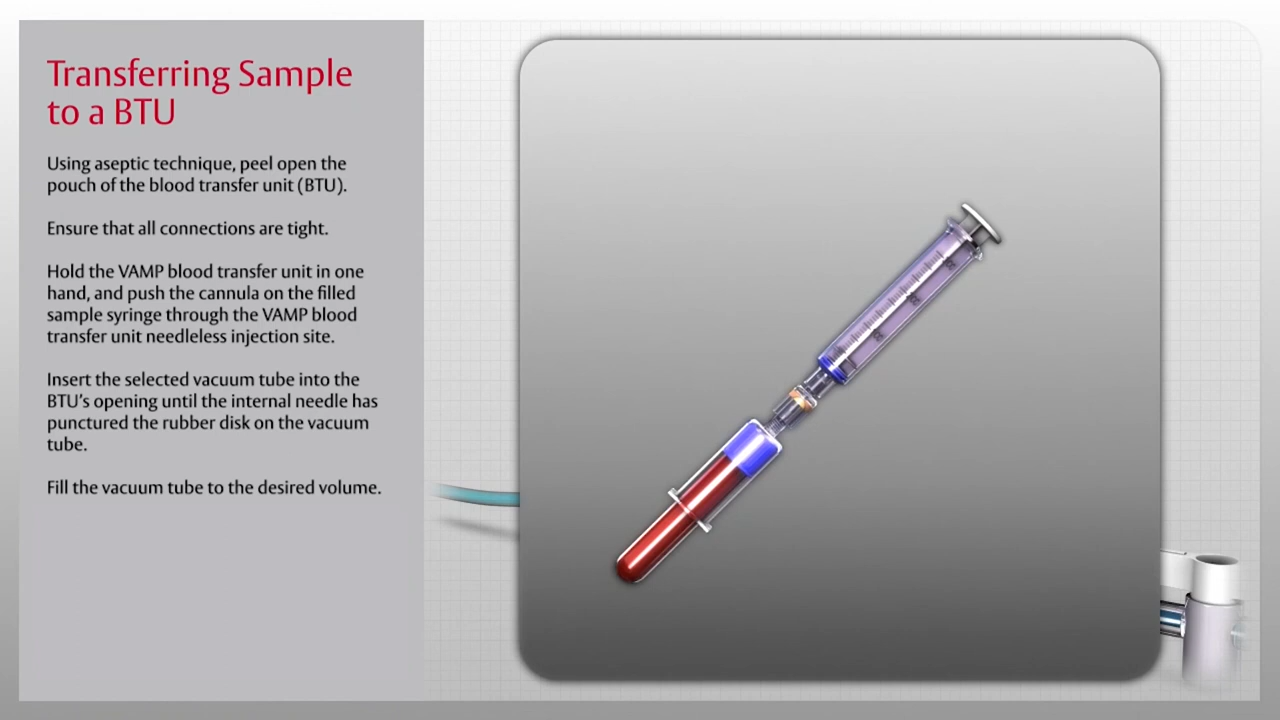 Transferring Sample
to a BTU
Using aseptic technique, peel open the
pouch of the blood transfer unit (BTU).
Ensure that all connections are tight.
Hold the VAMP blood transfer unit in one
hand, and push the cannula on the filled
sample syringe through the VAMP blood
transfer unit needleless injection site.
Insert the selected vacuum tube into the
BTU's opening until the internal needle has
punctured the rubber disk on the vacuum
tube.
Fill the vacuum tube to the desired volume.